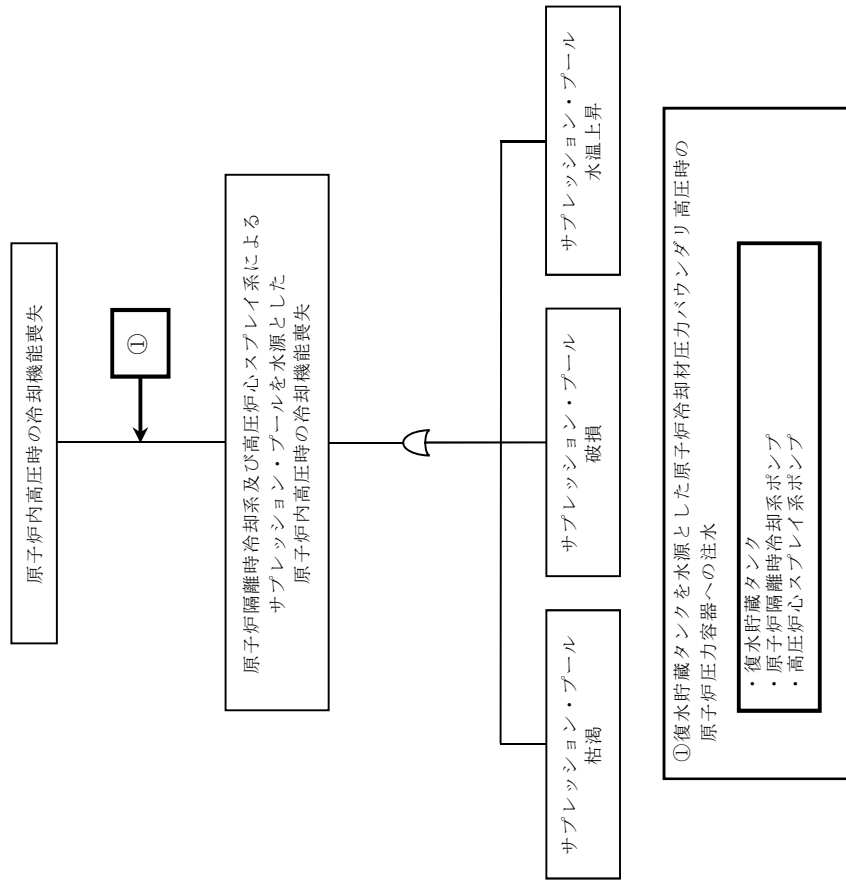 原子炉内高圧時の冷却機能喪失
①
原子炉隔離時冷却系及び高圧炉心スプレイ系による
サプレッション・プールを水源とした
原子炉内高圧時の冷却機能喪失
サプレッション・プール
枯渇
サプレッション・プール
破損
サプレッション・プール
水温上昇
①復水貯蔵タンクを水源とした原子炉冷却材圧力バウンダリ高圧時の
原子炉圧力容器への注水
・復水貯蔵タンク
・原子炉隔離時冷却系ポンプ
・高圧炉心スプレイ系ポンプ